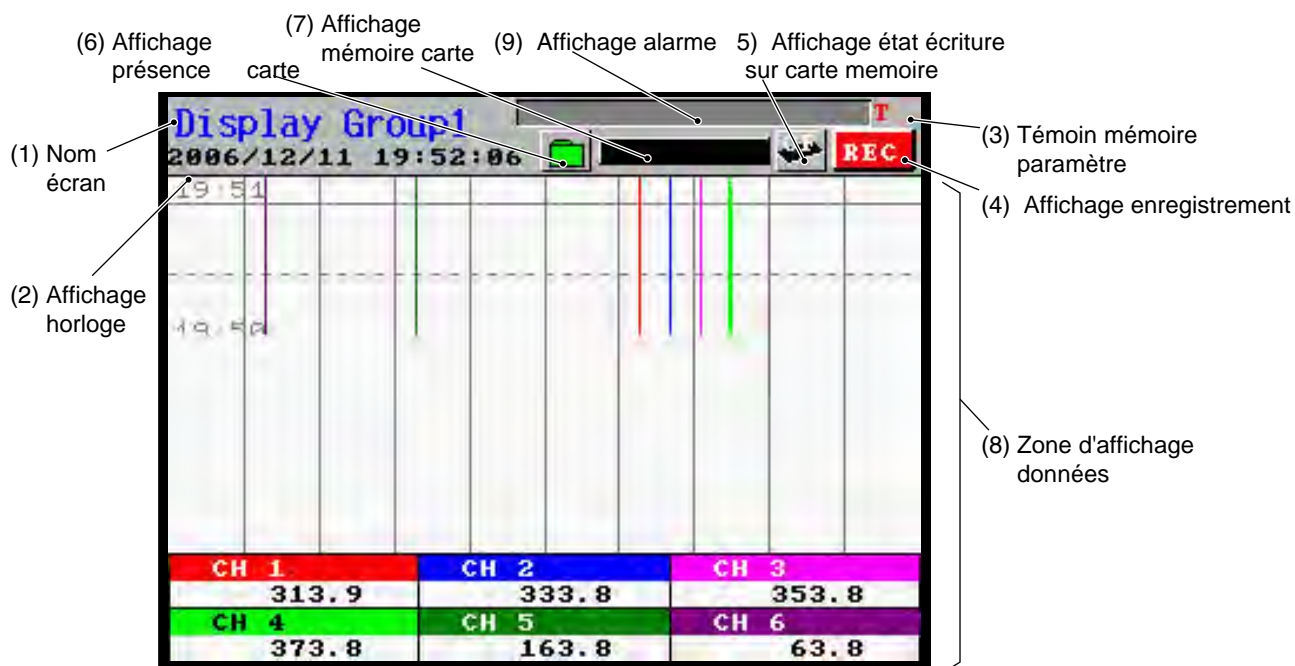 (6) Affichage
présence carte
(7) Affichage
mémoire carte
(9) Affichage alarme
5) Affichage état écriture
sur carte memoire
(1) Nom
écran
(2) Affichage
horloge
(3) Témoin mémoire
paramètre
(4) Affichage enregistrement
(8) Zone d'affichage
données
Display Group1
T
2006/12/11 19:52:06
REC
19:51
19:50
CH 1
CH 2
CH 3
313.9
333.8
353.8
CH 4
CH 5
CH 6
373.8
163.8
63.8